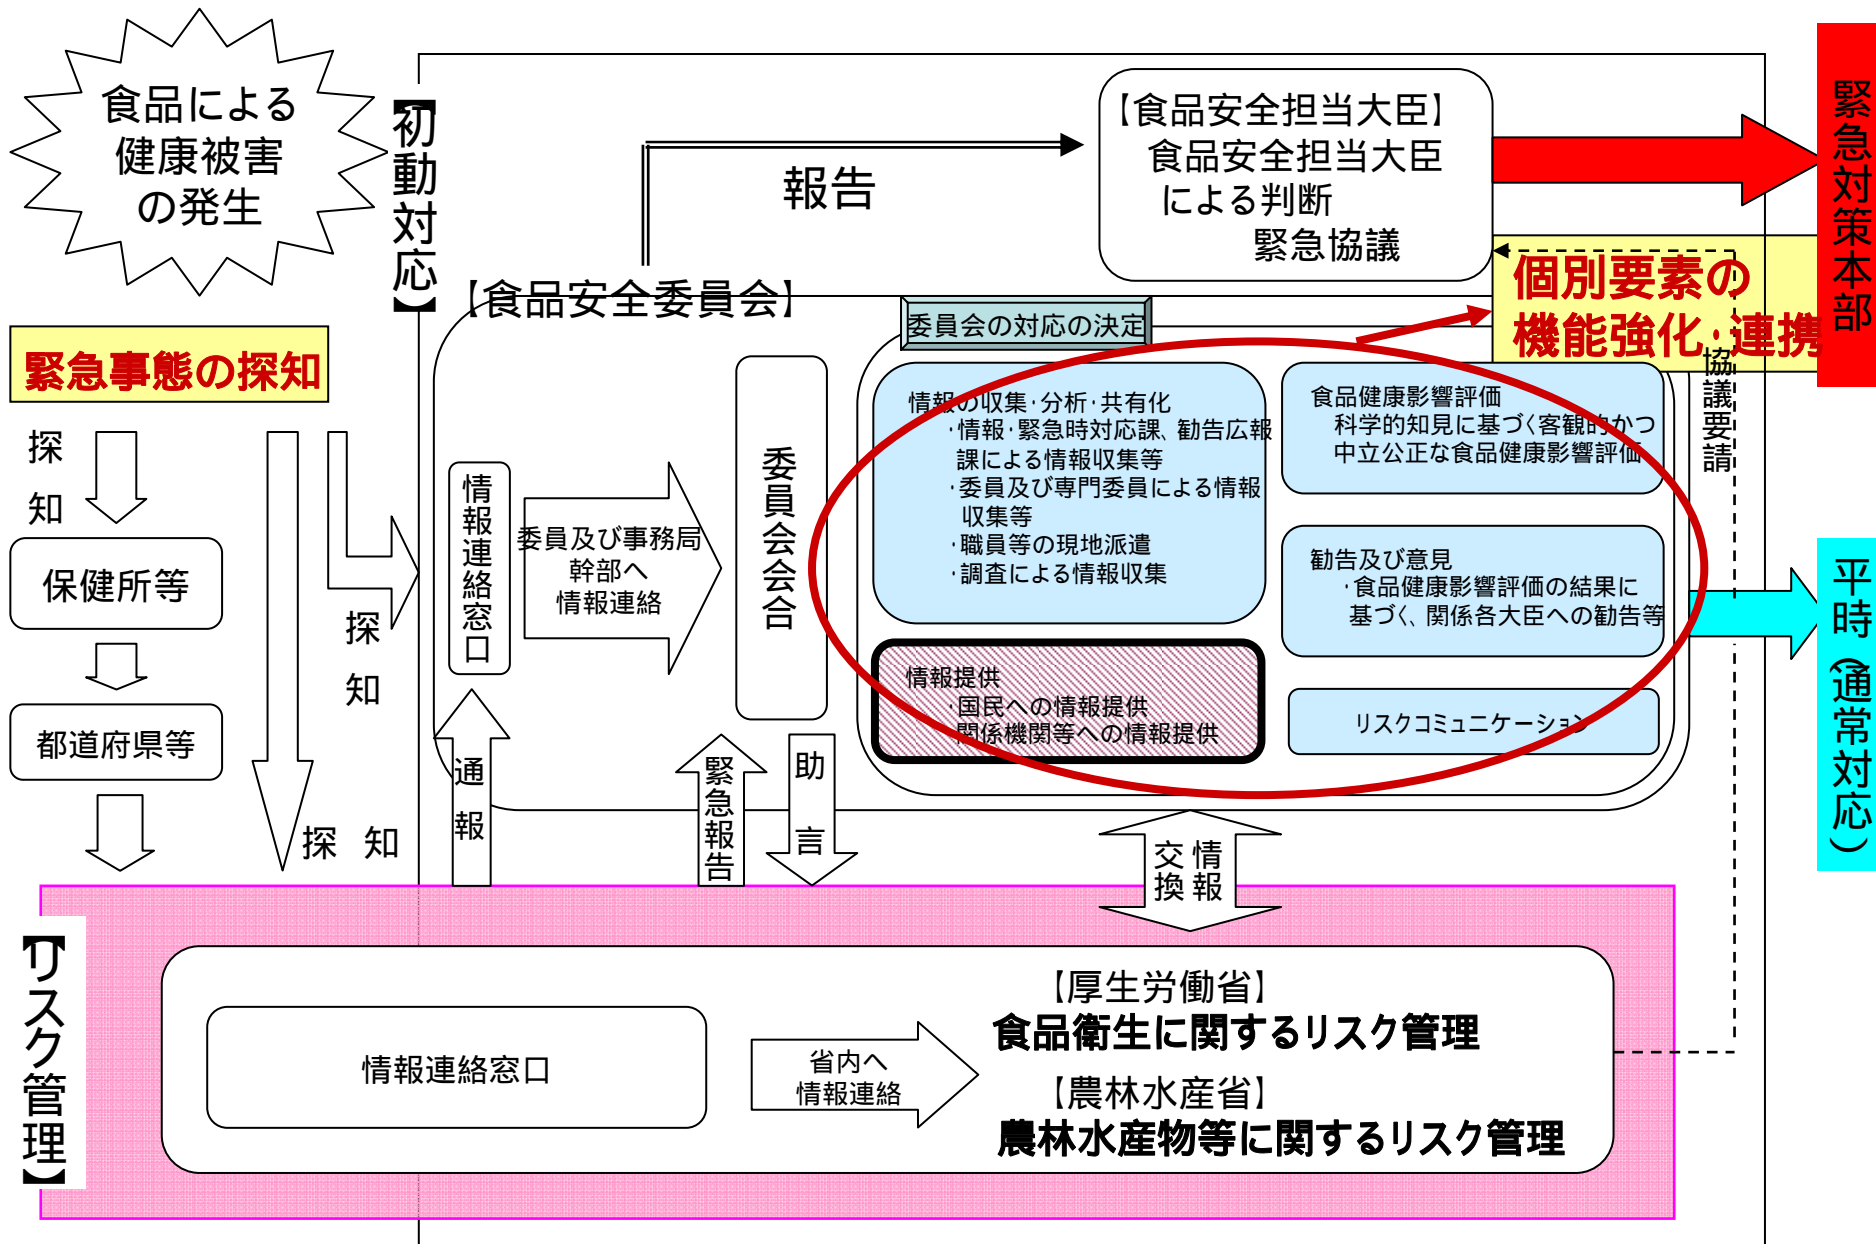 食品による
健康被害
の発生
【初動対応】
報告
【食品安全担当大臣】
食品安全担当大臣
による判断
緊急協議
緊急対策本部
個別要素の
機能強化・連携
協議要請
緊急事態の探知
探知
保健所等
都道府県等
探知
探知
【食品安全委員会】
情報連絡窓口
委員及び事務局
幹部へ
情報連絡
委員会会合
委員会の対応の決定
情報の収集・分析・共有化
・情報・緊急時対応課、勧告広報
課による情報収集等
・委員及び専門委員による情報
収集等
・職員等の現地派遣
・調査による情報収集
食品健康影響評価
科学的知見に基づく客観的かつ
中立公正な食品健康影響評価
勧告及び意見
・食品健康影響評価の結果に
基づく、関係各大臣への勧告等
情報提供
・国民への情報提供
・関係機関等への情報提供
リスクコミュニケーション
平時(通常対応)
通報
緊急報告
助言
情報
交換
【リスク管理】
情報連絡窓口
省内へ
情報連絡
【厚生労働省】
食品衛生に関するリスク管理
【農林水産省】
農林水産物等に関するリスク管理